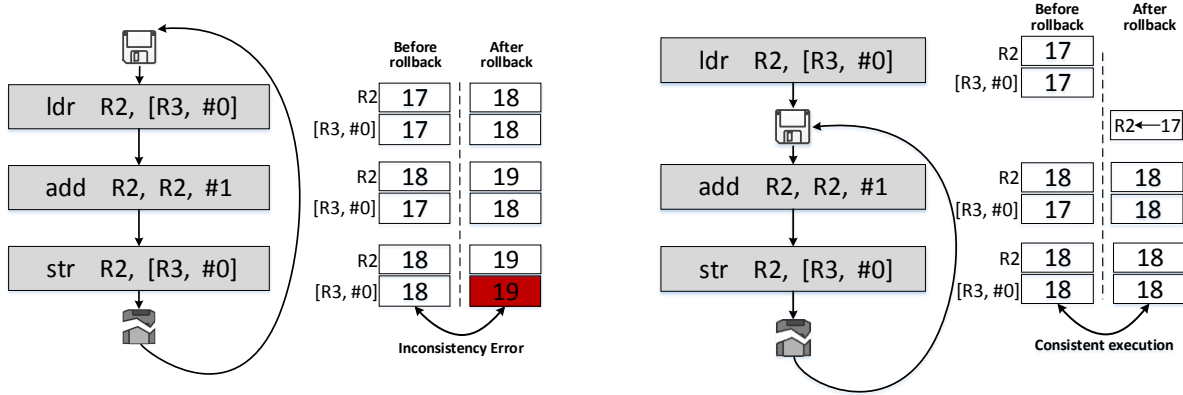 Before rollback
After rollback
ldr R2, [R3, #0]
R2 17 18
[R3, #0] 17 18
add R2, R2, #1
R2 18 19
[R3, #0] 17 18
str R2, [R3, #0]
R2 18 19
[R3, #0] 18 19
Inconsistency Error
Before rollback
After rollback
ldr R2, [R3, #0]
R2 17
[R3, #0] 17
R2←17
add R2, R2, #1
R2 18 18
[R3, #0] 17 18
str R2, [R3, #0]
R2 18 18
[R3, #0] 18 18
Consistent execution